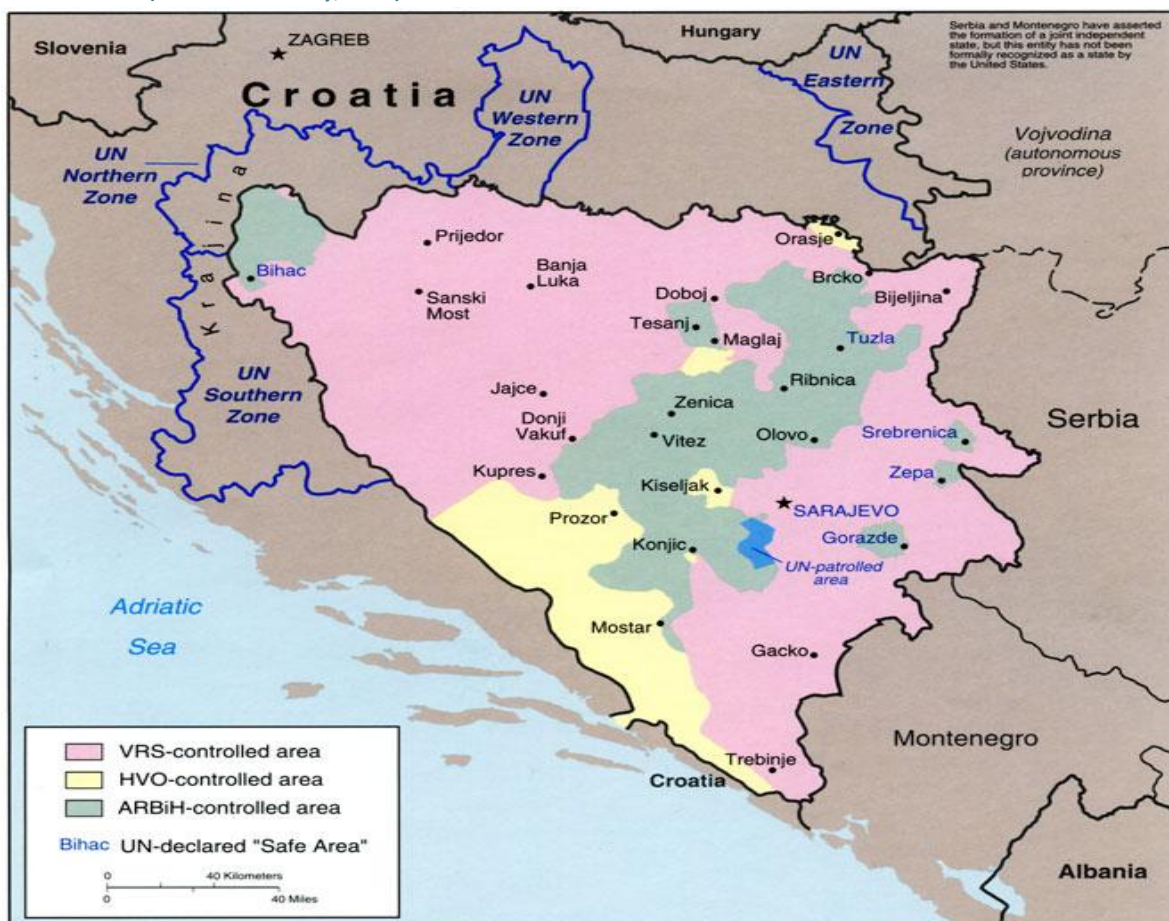 Slovenia
ZAGREB
Hungary
Serbia and Montenegro have asserted
the formation of a joint independent
state, but this entity has not been
formally recognized as a state by
the United States.
Croatia
UN
Western
Zone
UN
Eastern
Zone
Vojvodina
(autonomous
province)
UN
Northern
Zone
Krajina
Prijedor
Orasje
Bihac
Banja
Luka
Brcko
Sanski
Most
Doboj
Bijeljina
Tesanj
Maglaj
Tuzla
UN
Southern
Zone
Jajce
Ribnica
Zenica
Donji
Vakuf
Vitez
Olovo
Srebrenica
Serbia
Kupres
Kiseljak
Zepa
Prozor
SARAJEVO
Konjic
Gorazde
UN-patrolled
area
Adriatic
Sea
Mostar
Gacko
Montenegro
Trebinje
Croatia
VRS-controlled area
HVO-controlled area
ARBiH-controlled area
Bihac UN-declared "Safe Area"
0 40 Kilometers
0 40 Miles
Albania